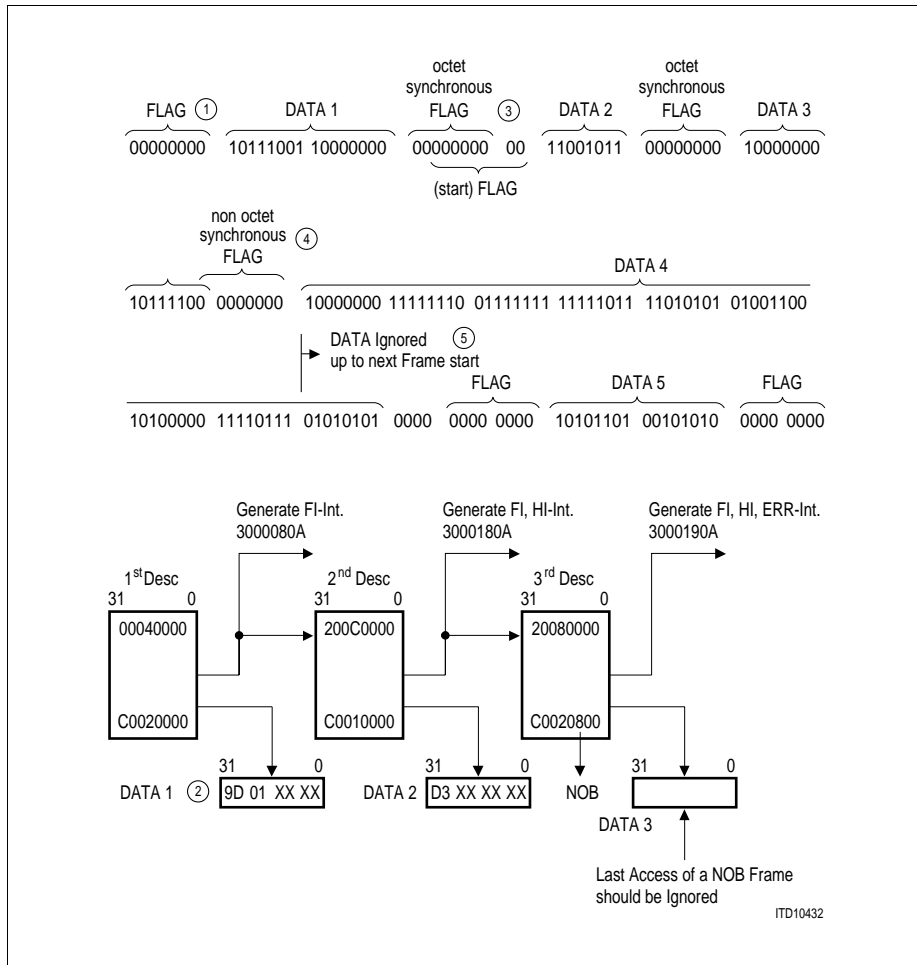 octet
synchronous
FLAG 1 DATA 1 FLAG 3 DATA 2
octet
synchronous
FLAG DATA 3
00000000 10111001 10000000 00000000 00 11001011 00000000 10000000
(start) FLAG
non octet
synchronous 4
FLAG
DATA 4
10111100 0000000 10000000 11111110 01111111 11111011 11010101 01001100
DATA Ignored 5
up to next Frame start
FLAG DATA 5 FLAG
10100000 11110111 01010101 0000 0000 0000 10101101 00101010 0000 0000
Generate FI-Int.
3000080A
Generate FI, HI-Int.
3000180A
Generate FI, HI, ERR-Int.
3000190A
1st Desc
31 0
00040000
C0020000
2nd Desc
31 0
200C0000
C0010000
3rd Desc
31 0
20080000
C0020800
31 0
DATA 1 2 9D 01 XX XX
31 0
DATA 2 D3 XX XX XX
NOB
31 0
DATA 3
Last Access of a NOB Frame
should be Ignored
ITD10432